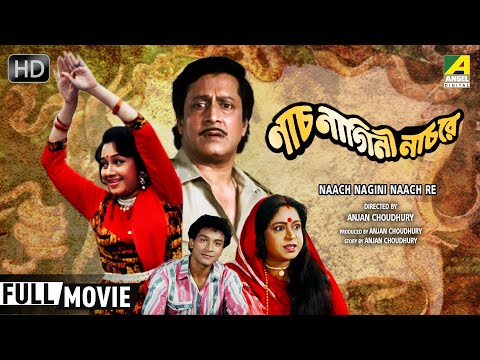 HD
A
ANGEL
DIGITAL
নাচ নাগিনী নাচরে
NAACH NAGINI NAACH RE
DIRECTED BY
ANJAN CHOUDHURY
PRODUCED BY ANJAN CHOUDHURY
STORY BY ANJAN CHOUDHURY
FULL MOVIE